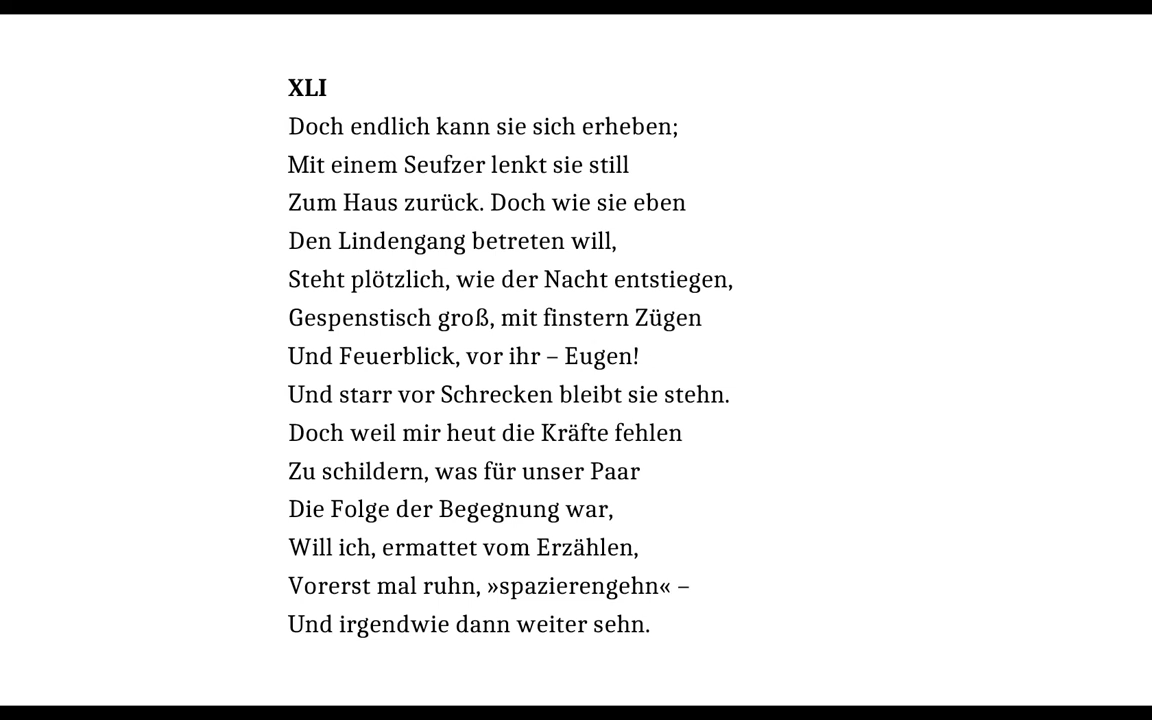 XLI
Doch endlich kann sie sich erheben;
Mit einem Seufzer lenkt sie still
Zum Haus zurück. Doch wie sie eben
Den Lindengang betreten will,
Steht plötzlich, wie der Nacht entstiegen,
Gespenstisch groß, mit finstern Zügen
Und Feuerblick, vor ihr – Eugen!
Und starr vor Schrecken bleibt sie stehn.
Doch weil mir heut die Kräfte fehlen
Zu schildern, was für unser Paar
Die Folge der Begegnung war,
Will ich, ermattet vom Erzählen,
Vorerst mal ruhn, »spazierengehn« –
Und irgendwie dann weiter sehn.